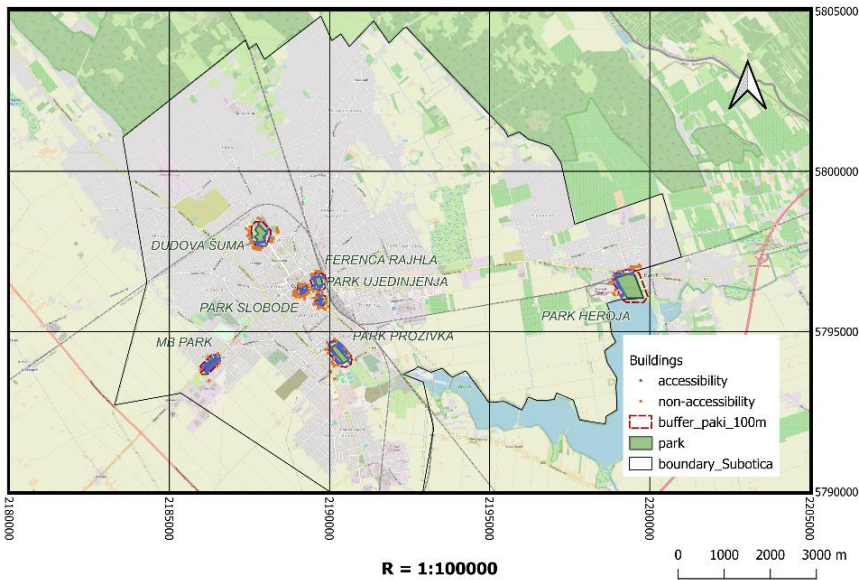 5805000
5800000
DUDOVA ŠUMA
FERENCA RAJHLA
PARK UJEDINJENJA
PARK SLOBODE
PARK HEROJA
MB PARK
PARK PROZIVKA
5795000
Buildings
accessibility
non-accessibility
buffer_paki_100m
park
boundary_Subotica
5790000
2180000
2185000
2190000
2195000
2200000
2205000
R = 1:100000
0 1000 2000 3000 m